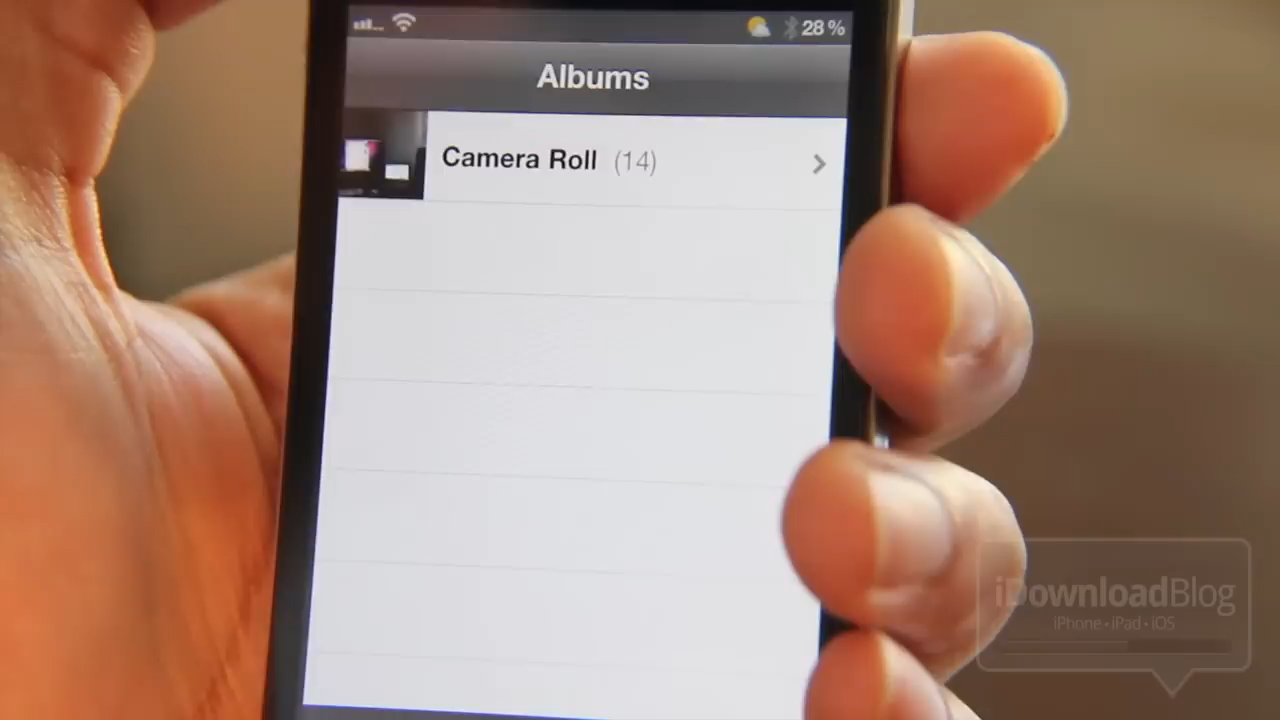 28%
Albums
Camera Roll (14)
iDownloadBlog
iPhone • iPad • iOS